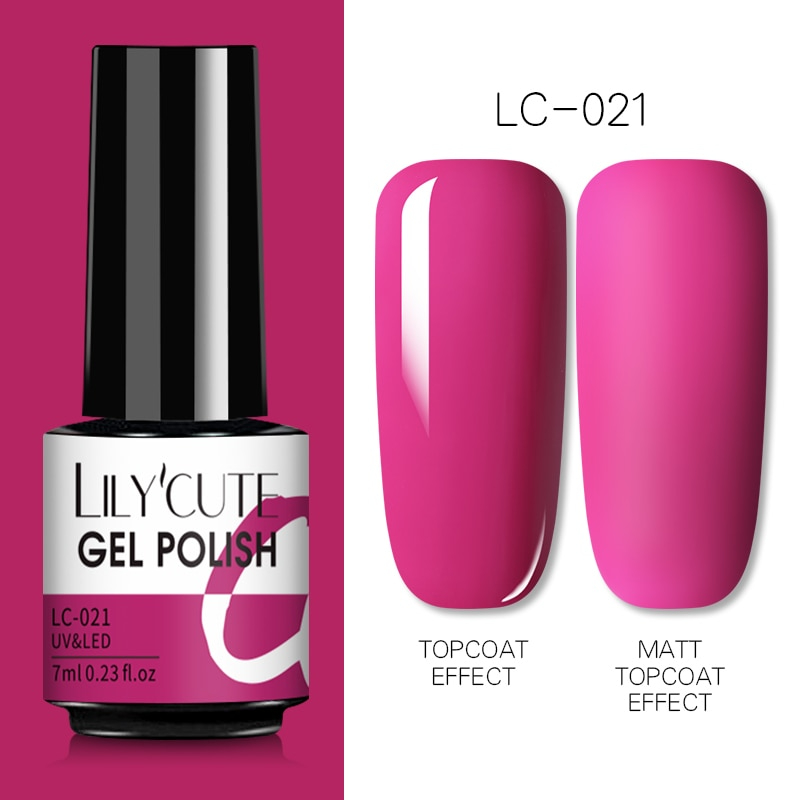 LILY'CUTE
GEL POLISH
LC-021
UV&LED
7ml 0.23 fl.oz
LC-021
TOPCOAT
EFFECT
MATT
TOPCOAT
EFFECT